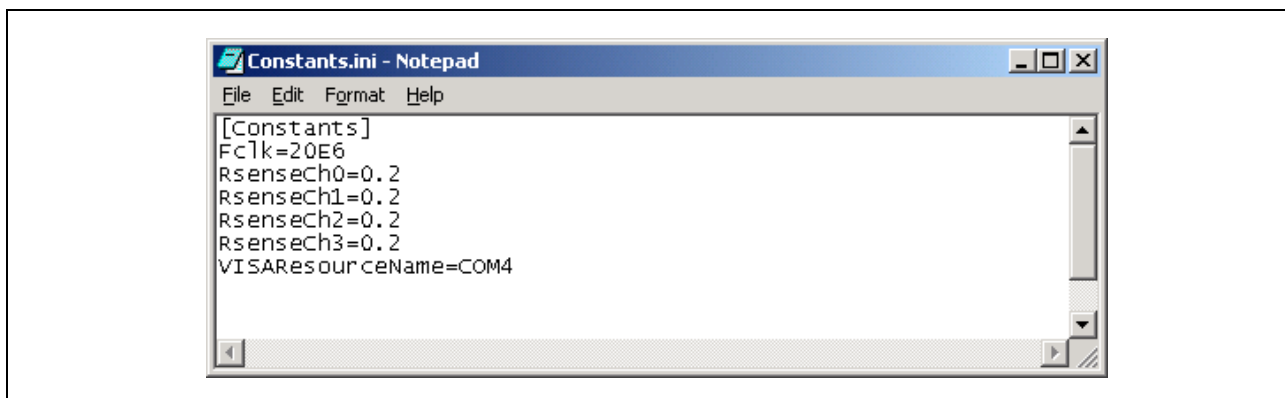 Constants.ini - Notepad
File Edit Format Help
[Constants]
Fclk=20E6
RsenseCh0=0.2
RsenseCh1=0.2
RsenseCh2=0.2
RsenseCh3=0.2
VISAResourceName=COM4